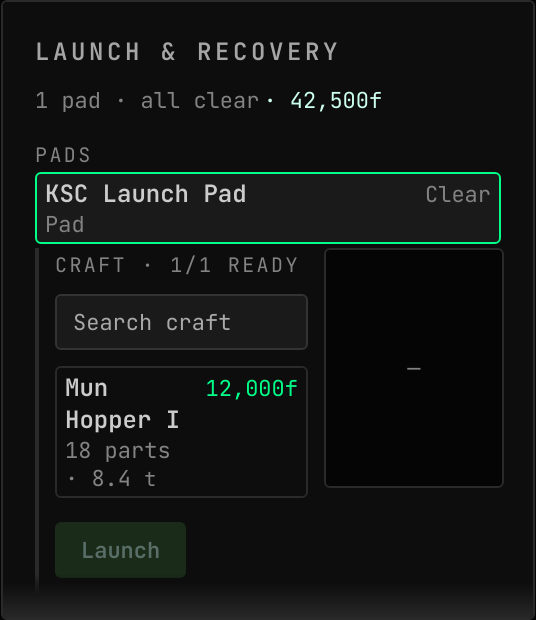 LAUNCH & RECOVERY
1 pad · all clear · 42,500f
PADS
KSC Launch Pad Clear
Pad
CRAFT · 1/1 READY
Search craft
—
Mun 12,000f
Hopper I
18 parts
· 8.4 t
Launch